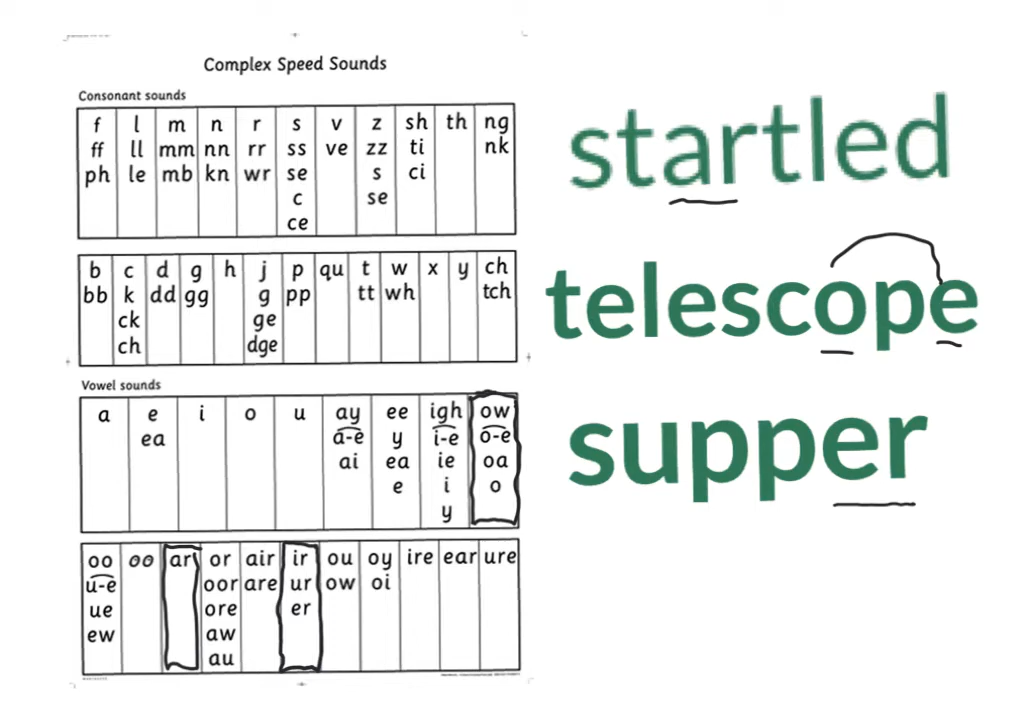 Complex Speed Sounds
Consonant sounds
f l m n r s v z sh th ng
ff ll mm nn rr ss ve zz ti nk
ph le mb kn wr se s ci
c se
ce
b c d g h j p qu t w x y ch
bb k dd gg g pp tt wh tch
ck ge
ch dge
Vowel sounds
a e i o u ay ee igh ow
ea a-e y i-e o-e
ai ea ie oa
e i o
y
oo oo ar or air ir ou oy ire ear ure
u-e oor are ur ow oi
ue ore er
ew aw
au
startled
telescope
supper